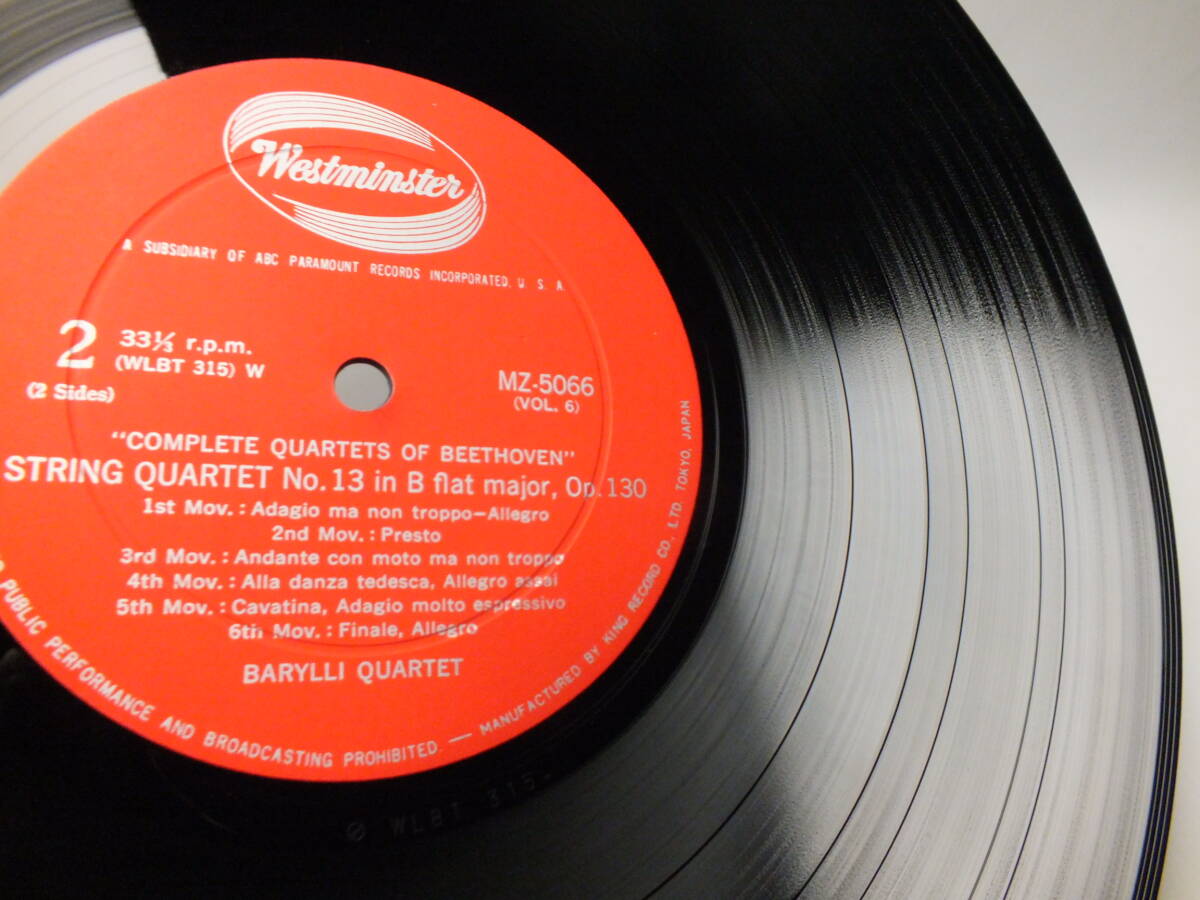 Westminster
A SUBSIDIARY OF ABC PARAMOUNT RECORDS INCORPORATED. U. S. A.
2
33⅓ r.p.m.
(WLBT 315) W
(2 Sides)
MZ-5066
(VOL. 6)
"COMPLETE QUARTETS OF BEETHOVEN"
STRING QUARTET No. 13 in B flat major, Op. 130
1st Mov. : Adagio ma non troppo—Allegro
2nd Mov. : Presto
3rd Mov. : Andante con moto ma non troppo
4th Mov. : Alla danza tedesca, Allegro assai
5th Mov. : Cavatina, Adagio molto espressivo
6th Mov. : Finale, Allegro
BARYLLI QUARTET
PUBLIC PERFORMANCE AND BROADCASTING PROHIBITED. — MANUFACTURED BY KING RECORD CO., LTD. TOKYO, JAPAN
WLBT 315.